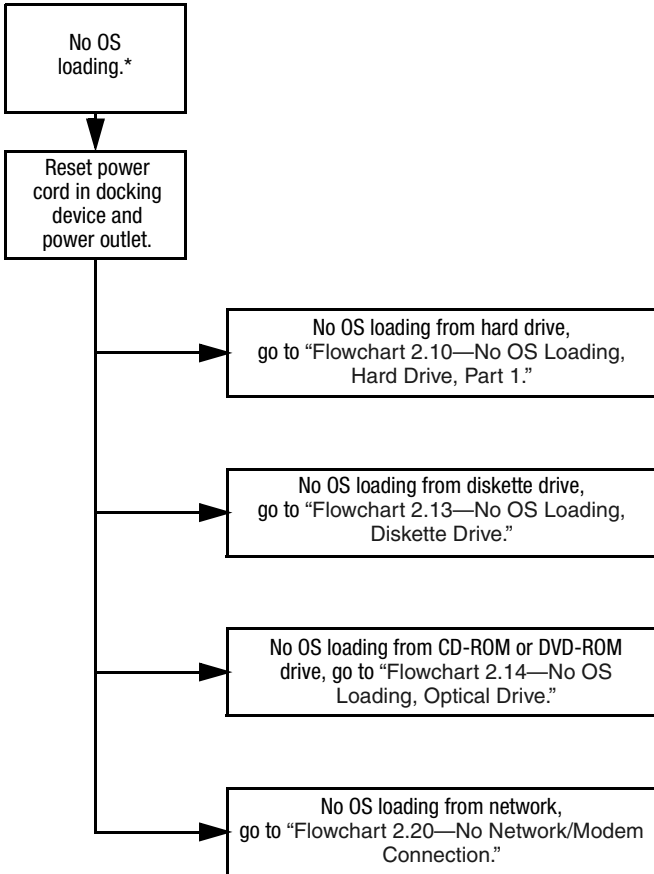 No OS
loading.*
Reset power
cord in docking
device and
power outlet.
No OS loading from hard drive,
go to “Flowchart 2.10—No OS Loading,
Hard Drive, Part 1.”
No OS loading from diskette drive,
go to “Flowchart 2.13—No OS Loading,
Diskette Drive.”
No OS loading from CD-ROM or DVD-ROM
drive, go to “Flowchart 2.14—No OS
Loading, Optical Drive.”
No OS loading from network,
go to “Flowchart 2.20—No Network/Modem
Connection.”